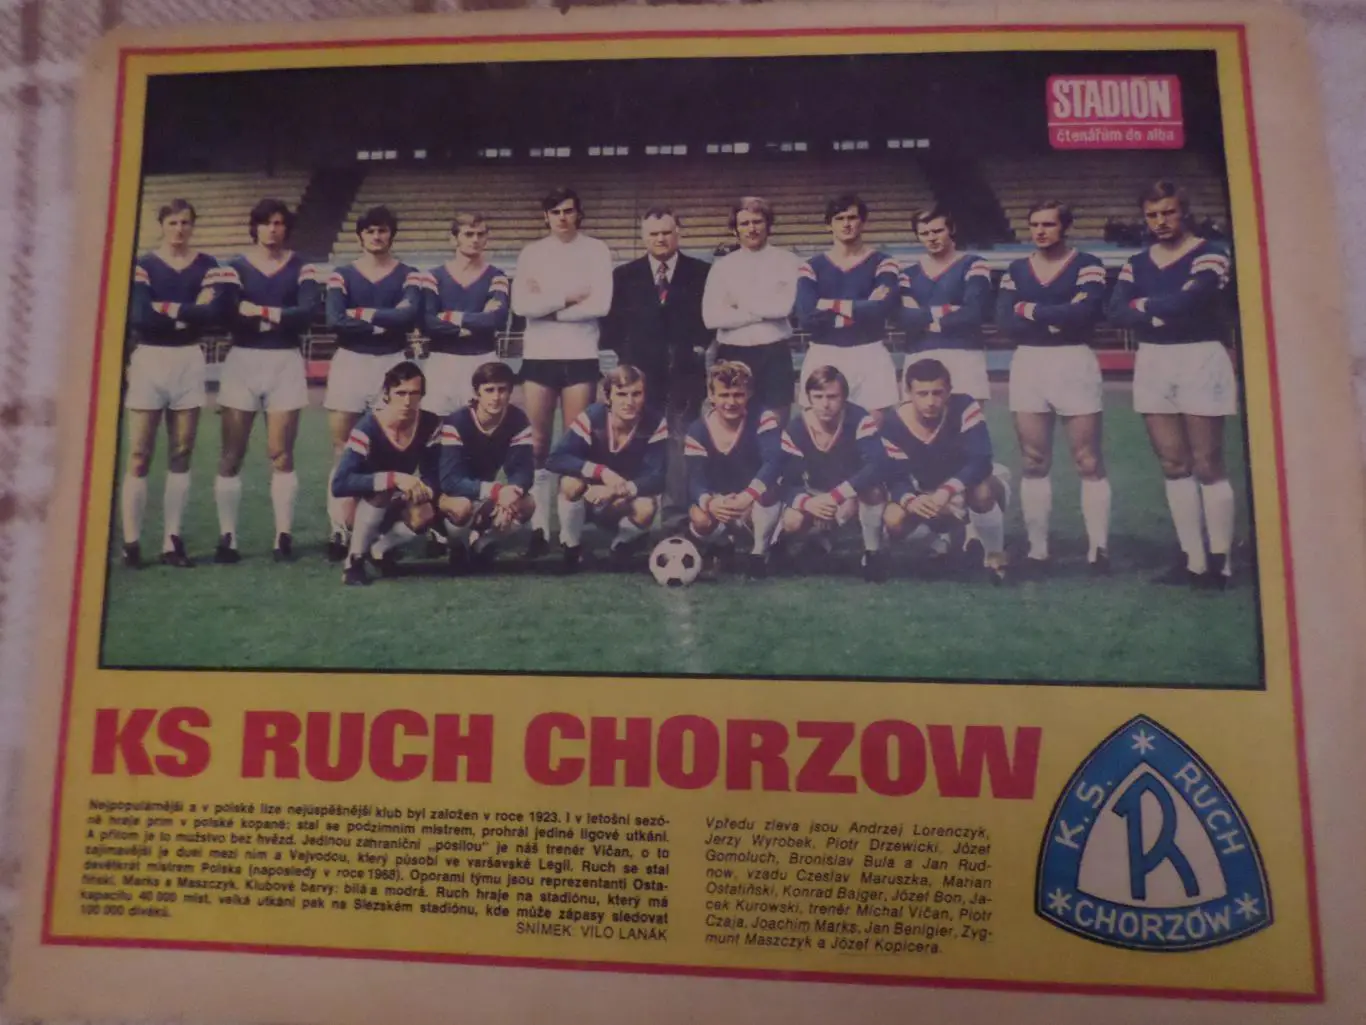 STADIÓN
čtenářům do alba
KS RUCH CHORZOW
Nejpopulárnější a v polské lize nejúspěšnější klub byl založen v roce 1923. I v letošní sezó-
ně hraje prim v polské kopané: stal se podzimním mistrem, prohrál jediné ligové utkání.
A přitom je to mužstvo bez hvězd. Jedinou zahraniční „posilou" je náš trenér Vičan, o to
zajímavější je duel mezi ním a Vejvodou, který působí ve varšavské Legii. Ruch se stal
devětkrát mistrem Polska (naposledy v roce 1968). Oporami týmu jsou reprezentanti Osta-
fiński, Marks a Maszczyk. Klubové barvy: bílá a modrá. Ruch hraje na stadiónu, který má
kapacitu 40 000 míst, velká utkání pak na Slezském stadiónu, kde může zápasy sledovat
100 000 diváků.
SNÍMEK: VILO LANÁK
Vpředu zleva jsou Andrzej Lorenczyk,
Jerzy Wyrobek, Piotr Drzewicki, Józef
Gomoluch, Bronislav Bula a Jan Rud-
now, vzadu Czeslav Maruszka, Marian
Ostafiński, Konrad Bajger, Józef Bon, Ja-
cek Kurowski, trenér Michal Vičan, Piotr
Czaja, Joachim Marks, Jan Benigier, Zyg-
munt Maszczyk a Józef Kopicera.
K. S. RUCH
R
CHORZÓW